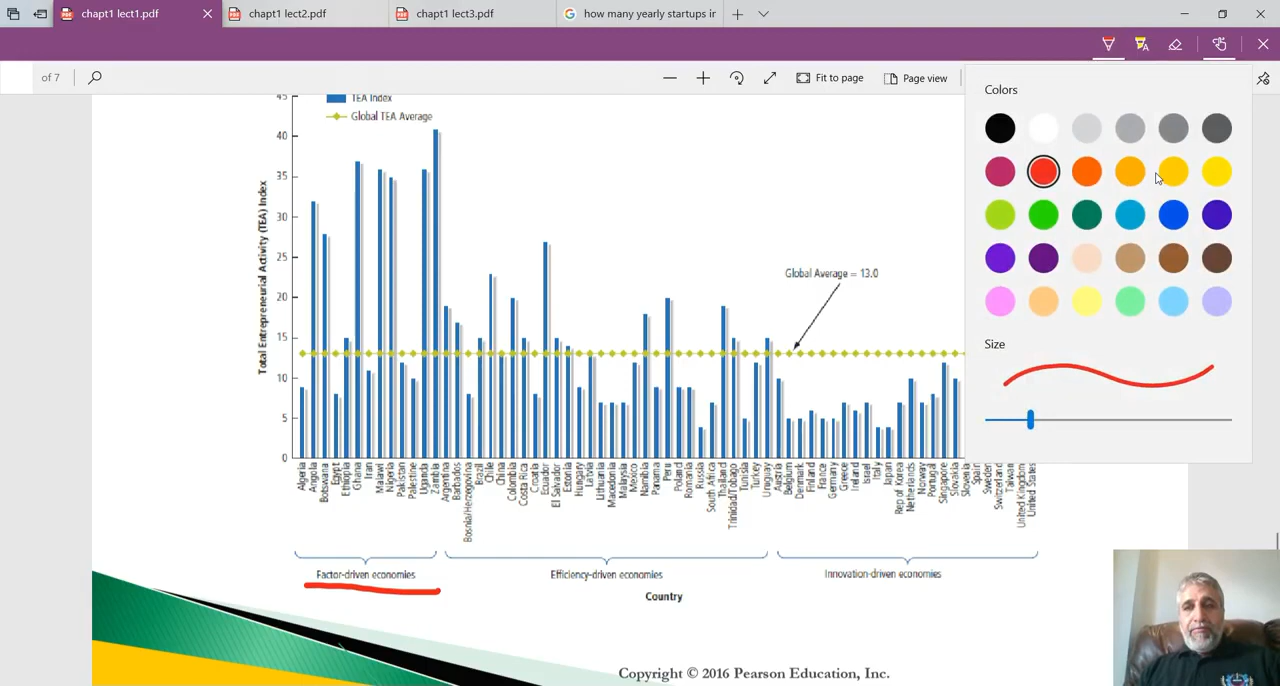 chapt1 lect1.pdf
chapt1 lect2.pdf
chapt1 lect3.pdf
how many yearly startups ir
of 7
Fit to page
Page view
Colors
Size
TEA Index
Global TEA Average
Total Entrepreneurial Activity (TEA) Index
45
40
35
30
25
20
15
10
5
0
Global Average = 13.0
Algeria
Angola
Botswana
Egypt
Ethiopia
Ghana
Iran
Malawi
Nigeria
Pakistan
Palestine
Uganda
Zambia
Argentina
Barbados
Bosnia/Herzegovina
Brazil
Chile
China
Colombia
Costa Rica
Croatia
Ecuador
El Salvador
Estonia
Hungary
Latvia
Lithuania
Macedonia
Malaysia
Mexico
Namibia
Panama
Peru
Poland
Romania
Russia
South Africa
Thailand
Trinidad/Tobago
Tunisia
Turkey
Uruguay
Austria
Belgium
Denmark
Finland
France
Germany
Greece
Ireland
Israel
Italy
Japan
Rep of Korea
Netherlands
Norway
Portugal
Singapore
Slovakia
Slovenia
Spain
Sweden
Switzerland
Taiwan
United Kingdom
United States
Factor-driven economies
Efficiency-driven economies
Innovation-driven economies
Country
Copyright © 2016 Pearson Education, Inc.